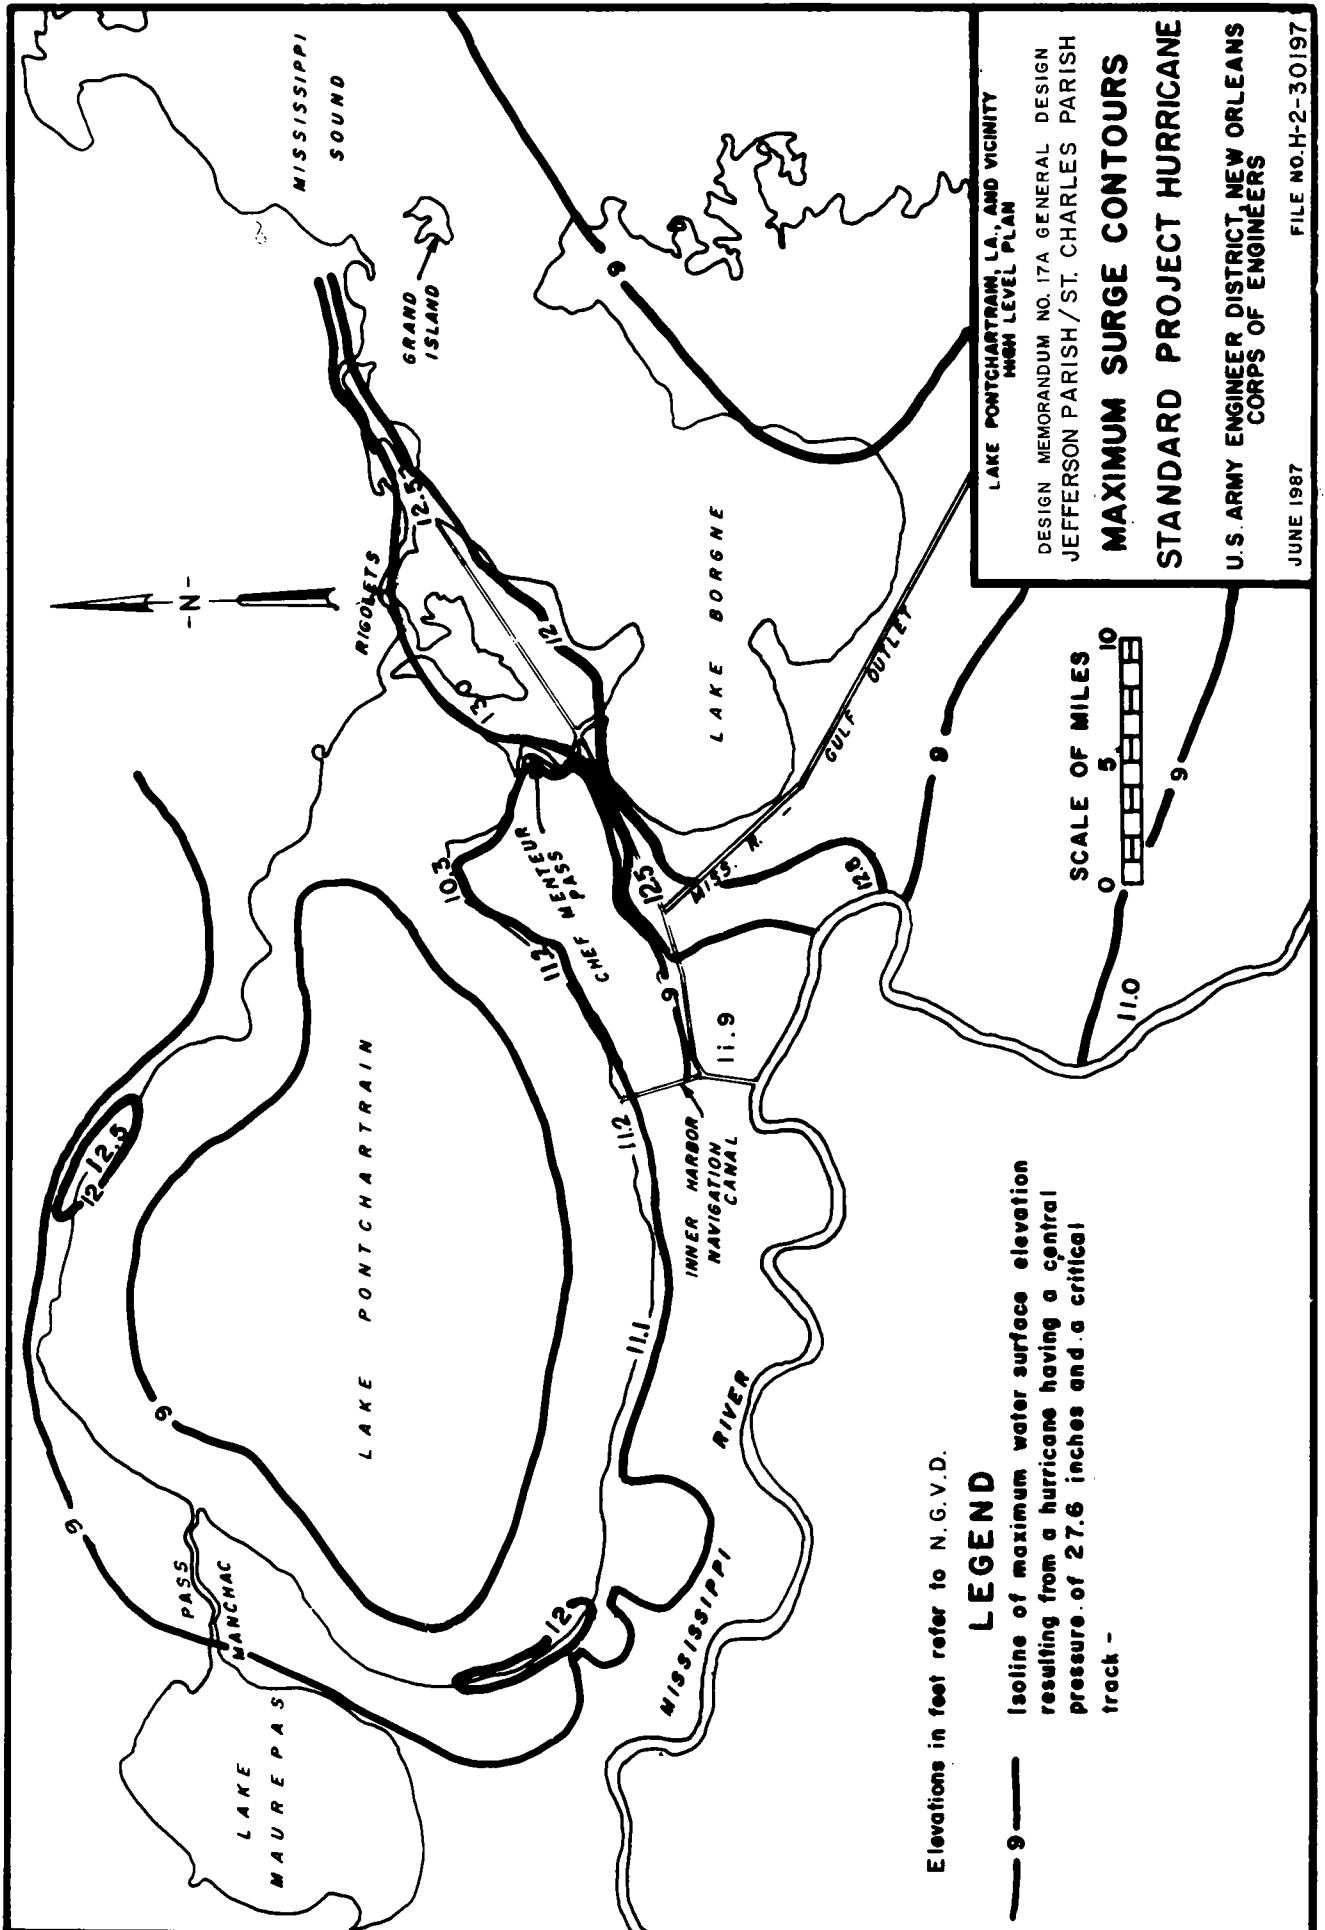 MISSISSIPPI
SOUND
GRAND
ISLAND
-N-
RIGOLETS
12.5
12
13.0
LAKE BORGNE
9
CHEF MENTEUR
PASS
10.3
11.2
12.5
MISS. R. -
GULF OUTLET
12.8
9
11.9
INNER HARBOR
NAVIGATION
CANAL
11.2
11.1
LAKE PONTCHARTRAIN
12
12.5
9
9
PASS
MANCHAC
LAKE
MAUREPAS
12
MISSISSIPPI
RIVER
9
9
11.0
SCALE OF MILES
0 5 10
Elevations in feet refer to N.G.V.D.
LEGEND
9
Isoline of maximum water surface elevation
resulting from a hurricane having a central
pressure of 27.6 inches and a critical
track -
LAKE PONTCHARTRAIN, LA., AND VICINITY
HIGH LEVEL PLAN
DESIGN MEMORANDUM NO. 17A GENERAL DESIGN
JEFFERSON PARISH / ST. CHARLES PARISH
MAXIMUM SURGE CONTOURS
STANDARD PROJECT HURRICANE
U.S. ARMY ENGINEER DISTRICT, NEW ORLEANS
CORPS OF ENGINEERS
JUNE 1987 FILE NO. H-2-30197